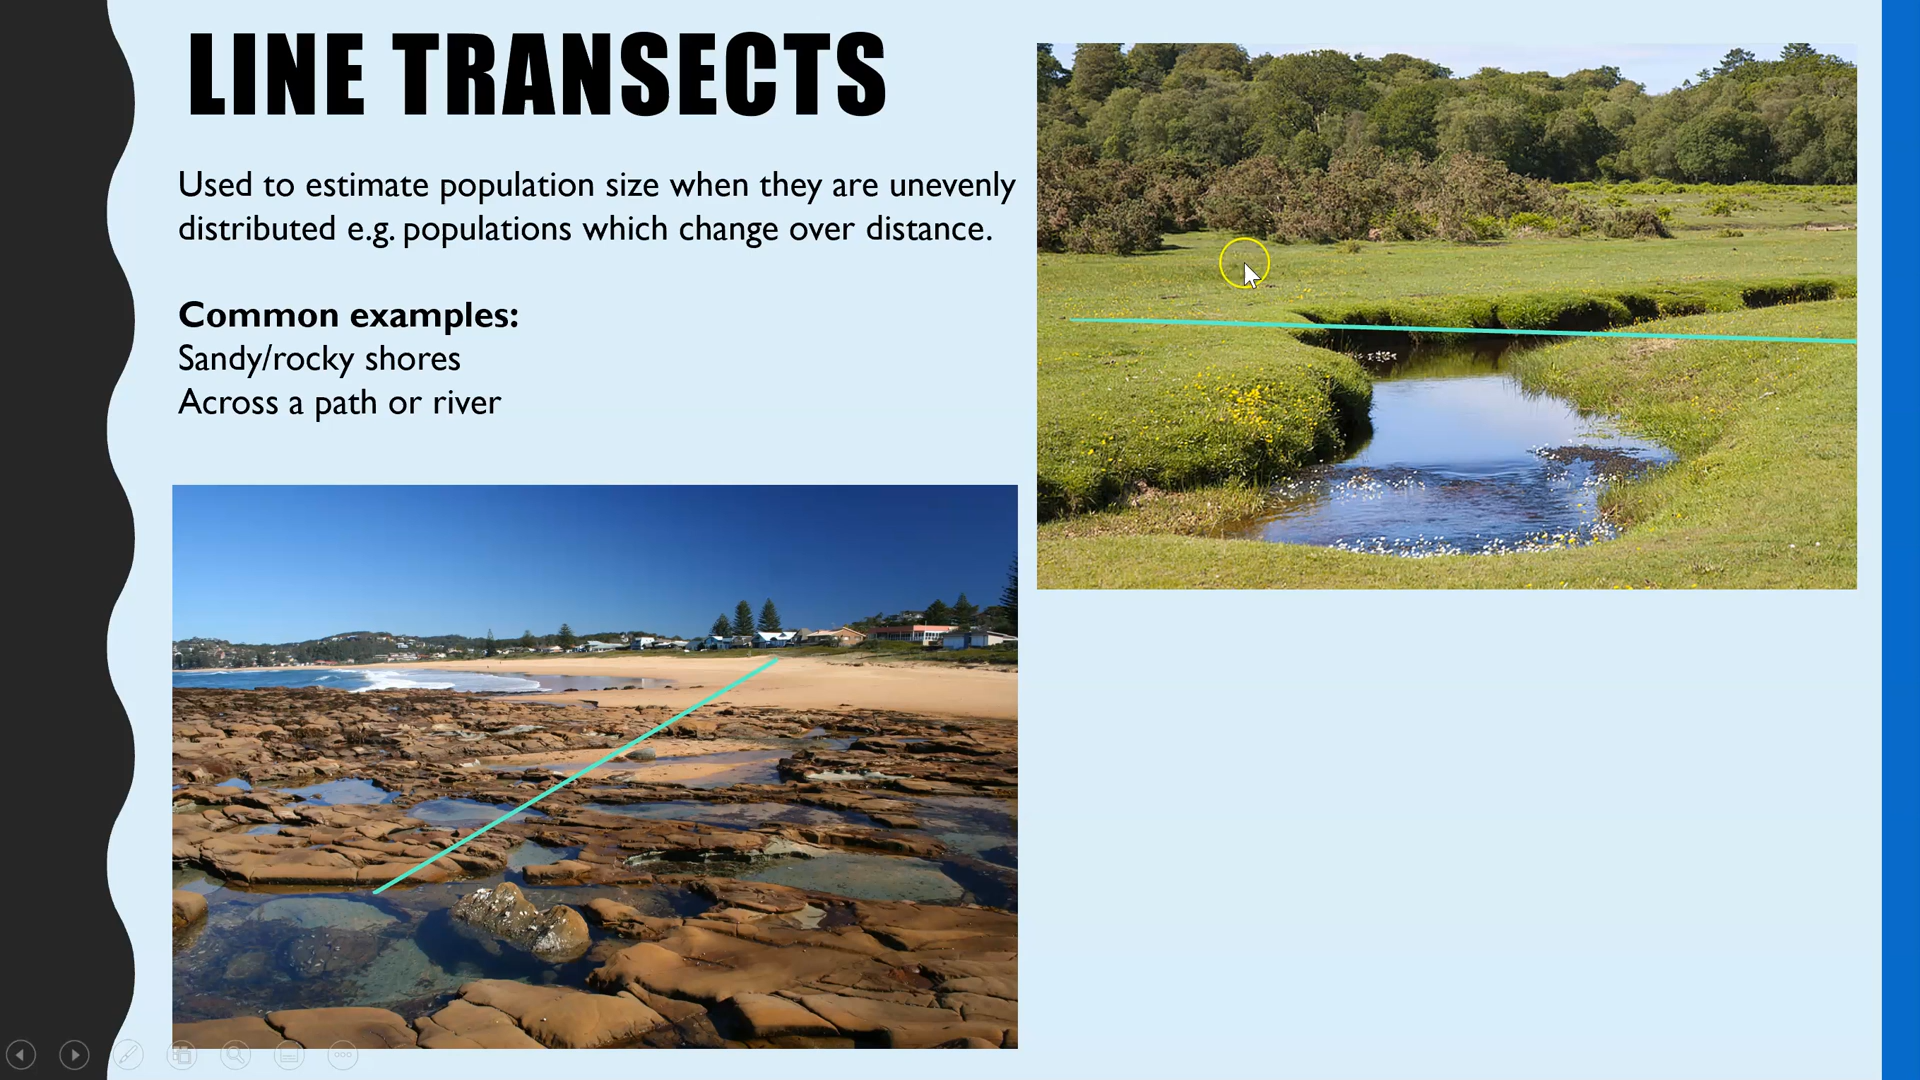 LINE TRANSECTS
Used to estimate population size when they are unevenly
distributed e.g. populations which change over distance.
Common examples:
Sandy/rocky shores
Across a path or river